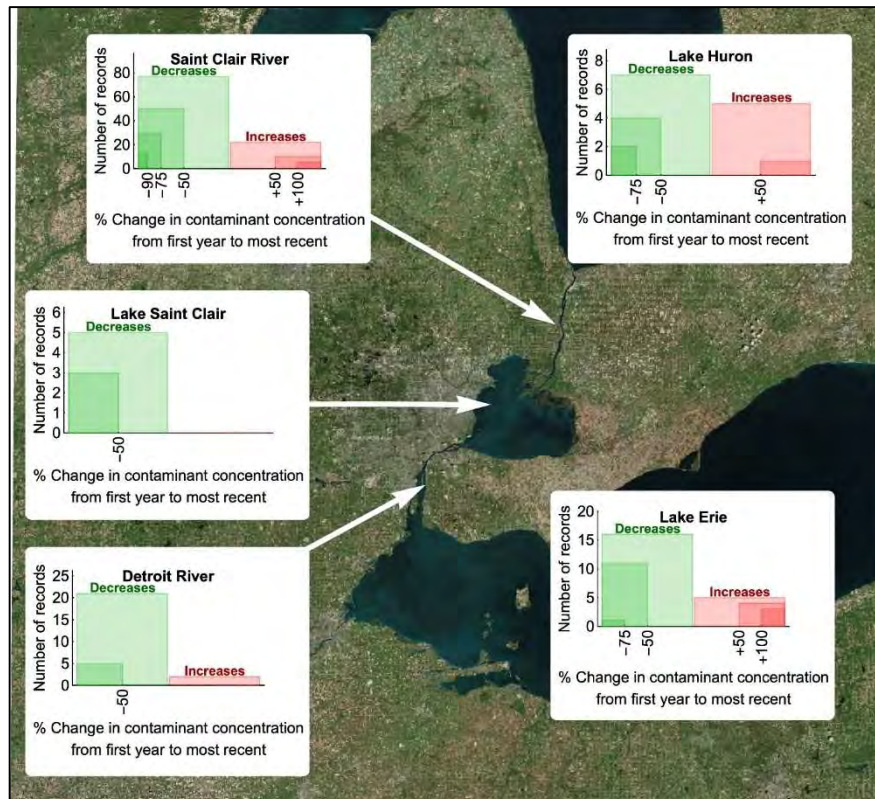 Saint Clair River
Number of records
80
60
40
20
0
Decreases
Increases
−90
−75
−50
+50
+100
% Change in contaminant concentration
from first year to most recent
Lake Huron
Number of records
8
6
4
2
0
Decreases
Increases
−75
−50
+50
% Change in contaminant concentration
from first year to most recent
Lake Saint Clair
Number of records
6
5
4
3
2
1
0
Decreases
−50
% Change in contaminant concentration
from first year to most recent
Detroit River
Number of records
25
20
15
10
5
0
Decreases
Increases
−50
% Change in contaminant concentration
from first year to most recent
Lake Erie
Number of records
20
15
10
5
0
Decreases
Increases
−75
−50
+50
+100
% Change in contaminant concentration
from first year to most recent